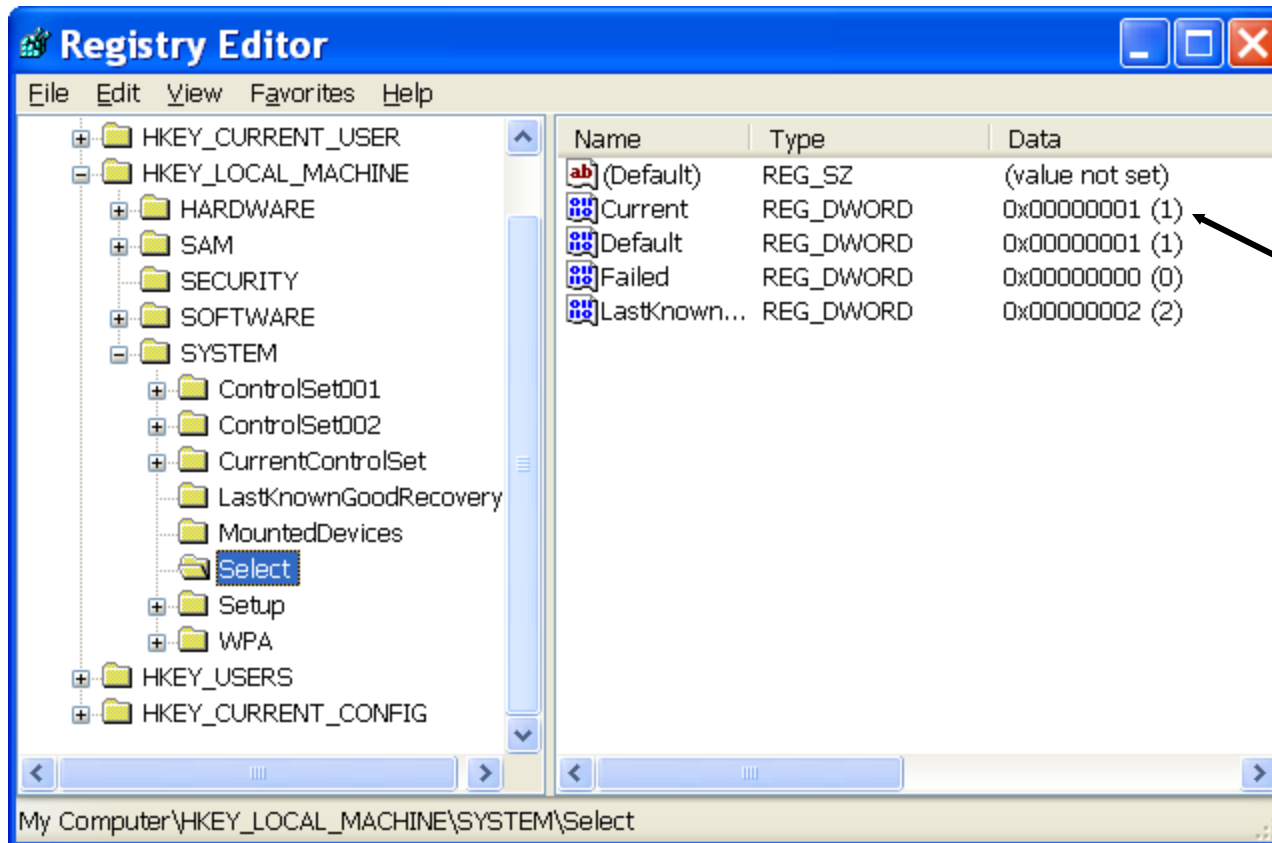 Registry Editor
File Edit View Favorites Help
HKEY_CURRENT_USER
HKEY_LOCAL_MACHINE
HARDWARE
SAM
SECURITY
SOFTWARE
SYSTEM
ControlSet001
ControlSet002
CurrentControlSet
LastKnownGoodRecovery
MountedDevices
Select
Setup
WPA
HKEY_USERS
HKEY_CURRENT_CONFIG
Name Type Data
(Default) REG_SZ (value not set)
Current REG_DWORD 0x00000001 (1)
Default REG_DWORD 0x00000001 (1)
Failed REG_DWORD 0x00000000 (0)
LastKnown... REG_DWORD 0x00000002 (2)
My Computer\HKEY_LOCAL_MACHINE\SYSTEM\Select